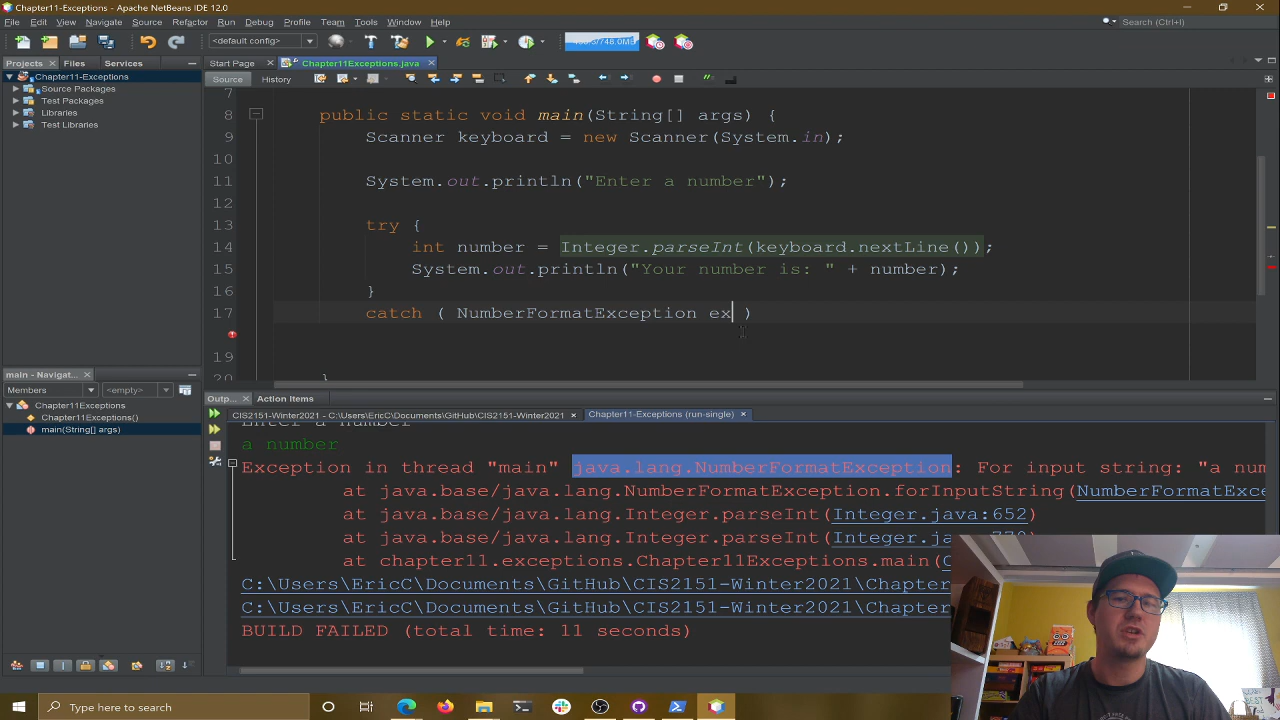 Chapter11-Exceptions - Apache NetBeans IDE 12.0
File Edit View Navigate Source Refactor Run Debug Profile Team Tools Window Help
Search (Ctrl+I)
<default config>
Projects Files Services
Start Page Chapter11Exceptions.java
Source History
Chapter11-Exceptions
Source Packages
Test Packages
Libraries
Test Libraries
7
8 public static void main(String[] args) {
9 Scanner keyboard = new Scanner(System.in);
10
11 System.out.println("Enter a number");
12
13 try {
14 int number = Integer.parseInt(keyboard.nextLine());
15 System.out.println("Your number is: " + number);
16 }
17 catch ( NumberFormatException ex )
19
20 }
main - Navigat...
Members <empty>
Chapter11Exceptions
Chapter11Exceptions()
main(String[] args)
Outp... Action Items
CIS2151-Winter2021 - C:\Users\EricC\Documents\GitHub\CIS2151-Winter2021 Chapter11-Exceptions (run-single)
Enter a number
a number
Exception in thread "main" java.lang.NumberFormatException: For input string: "a num
at java.base/java.lang.NumberFormatException.forInputString(NumberFormatExce
at java.base/java.lang.Integer.parseInt(Integer.java:652)
at java.base/java.lang.Integer.parseInt(Integer.java:770)
at chapter11.exceptions.Chapter11Exceptions.main(
C:\Users\EricC\Documents\GitHub\CIS2151-Winter2021\Chapter
C:\Users\EricC\Documents\GitHub\CIS2151-Winter2021\Chapter
BUILD FAILED (total time: 11 seconds)
Type here to search